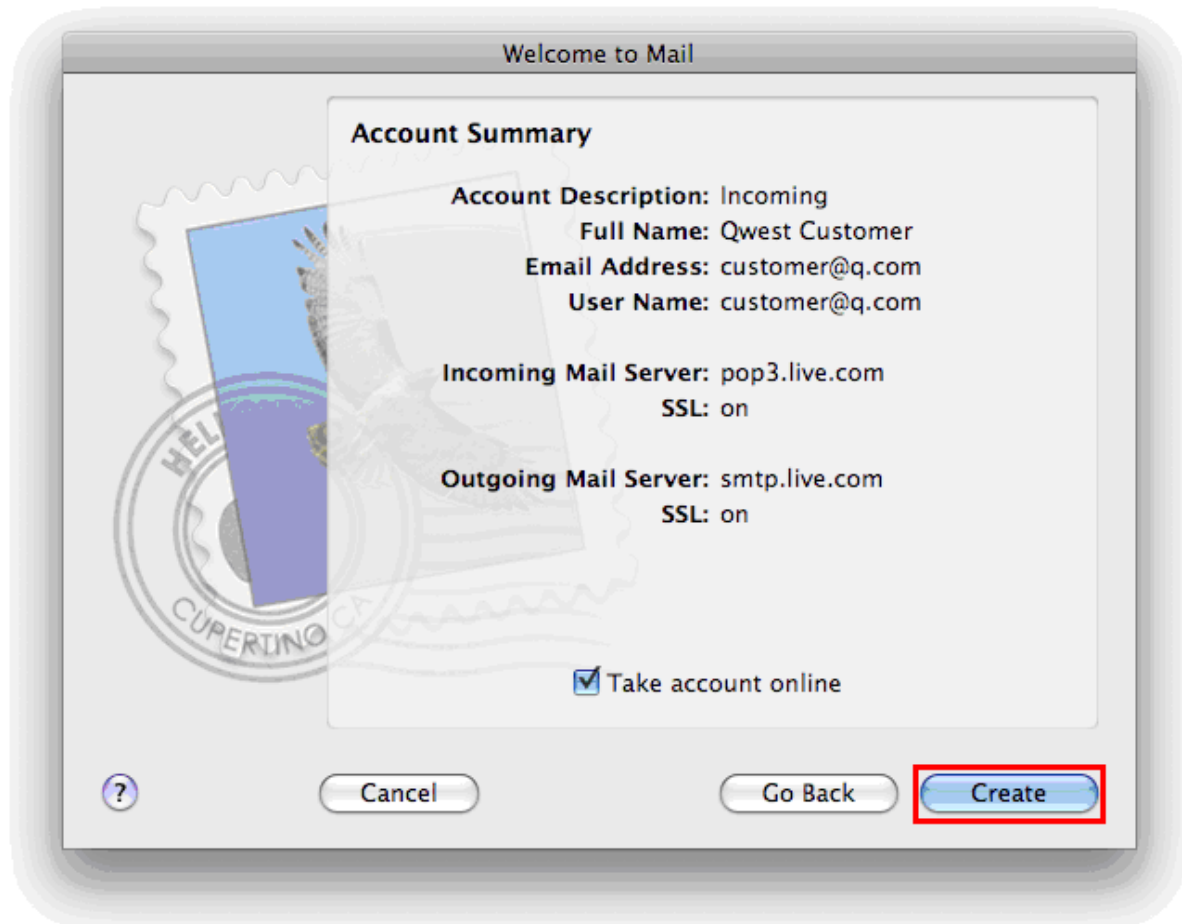 Welcome to Mail
Account Summary
Account Description: Incoming
Full Name: Qwest Customer
Email Address: customer@q.com
User Name: customer@q.com
Incoming Mail Server: pop3.live.com
SSL: on
Outgoing Mail Server: smtp.live.com
SSL: on
CUPERTINO CA
Take account online
? Cancel Go Back Create